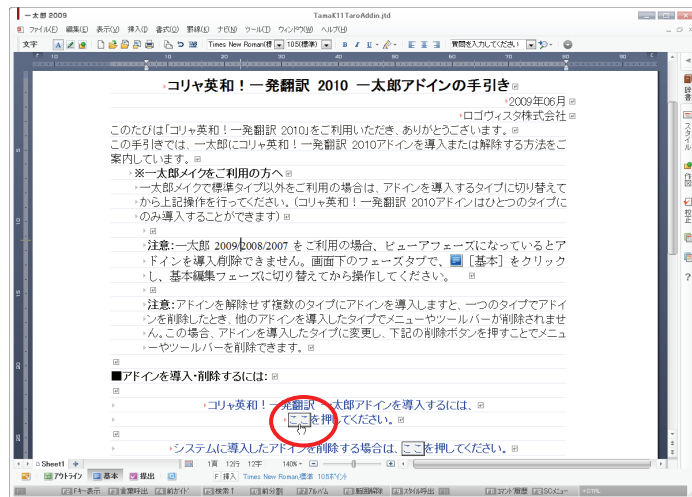 一太郎 2009
TamaK11TaroAddin.jtd
ファイル(F) 編集(E) 表示(V) 挿入(I) 書式(O) 罫線(K) ナビ(N) ツール(T) ウィンドウ(W) ヘルプ(H)
文字 Times New Roman(標 105(標準) B I U 質問を入力してください
コリャ英和！一発翻訳 2010 一太郎アドインの手引き
2009年06月
ロゴヴィスタ株式会社
このたびは「コリャ英和！一発翻訳 2010」をご利用いただき、ありがとうございます。
この手引きでは、一太郎にコリャ英和！一発翻訳 2010アドインを導入または解除する方法をご
案内しています。
※一太郎メイクをご利用の方へ
一太郎メイクで標準タイプ以外をご利用の場合は、アドインを導入するタイプに切り替えて
から上記操作を行ってください。(コリャ英和！一発翻訳 2010アドインはひとつのタイプに
のみ導入することができます)
注意:一太郎 2009/2008/2007 をご利用の場合、ビューアフェーズになっているとア
ドインを導入/削除できません。画面下のフェーズタブで、 [基本] をクリック
し、基本編集フェーズに切り替えてから操作してください。
注意:アドインを解除せず複数のタイプにアドインを導入しますと、一つのタイプでアドイ
ンを削除したとき、他のアドインを導入したタイプでメニューやツールバーが削除されませ
ん。この場合、アドインを導入したタイプに変更し、下記の削除ボタンを押すことでメニュ
ーやツールバーを削除できます。
■アドインを導入・削除するには:
コリャ英和！一発翻訳 一太郎アドインを導入するには、
ここを押してください。
システムに導入したアドインを削除する場合は、ここを押してください。
辞書
スタイル
作図
校正
Sheet1 1頁 12行 12字 140%
アウトライン 基本 提出 F 挿入 Times New Roman,標準 10.5ポイント